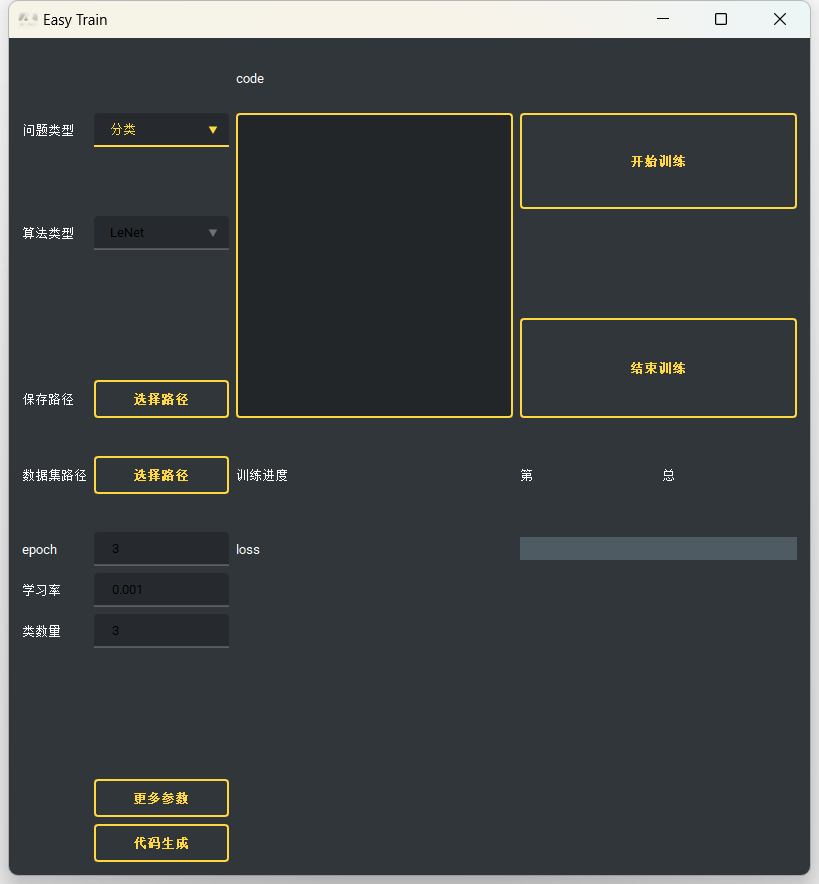 Easy Train
code
问题类型
分类
开始训练
算法类型
LeNet
结束训练
保存路径
选择路径
数据集路径
选择路径
训练进度
第
总
epoch
3
loss
学习率
0.001
类数量
3
更多参数
代码生成